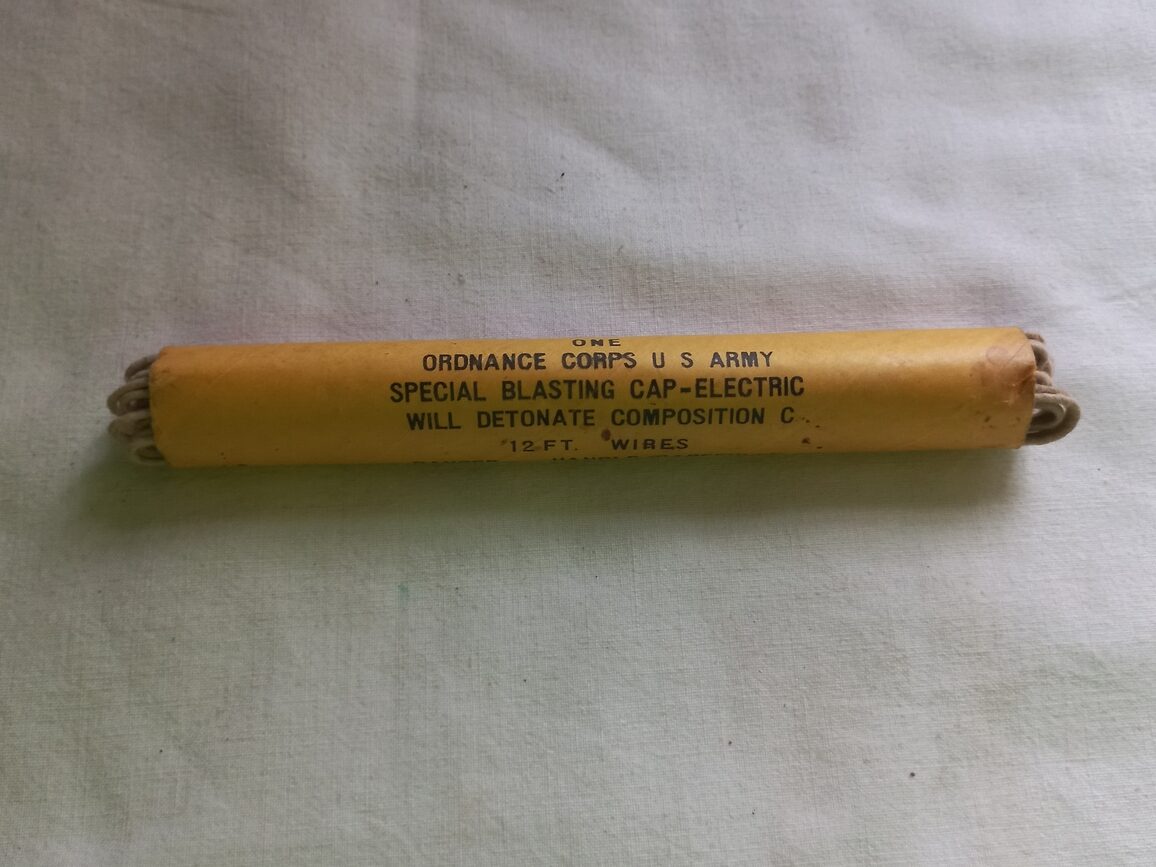 ONE
ORDNANCE CORPS U S ARMY
SPECIAL BLASTING CAP-ELECTRIC
WILL DETONATE COMPOSITION C
12 FT. WIRES